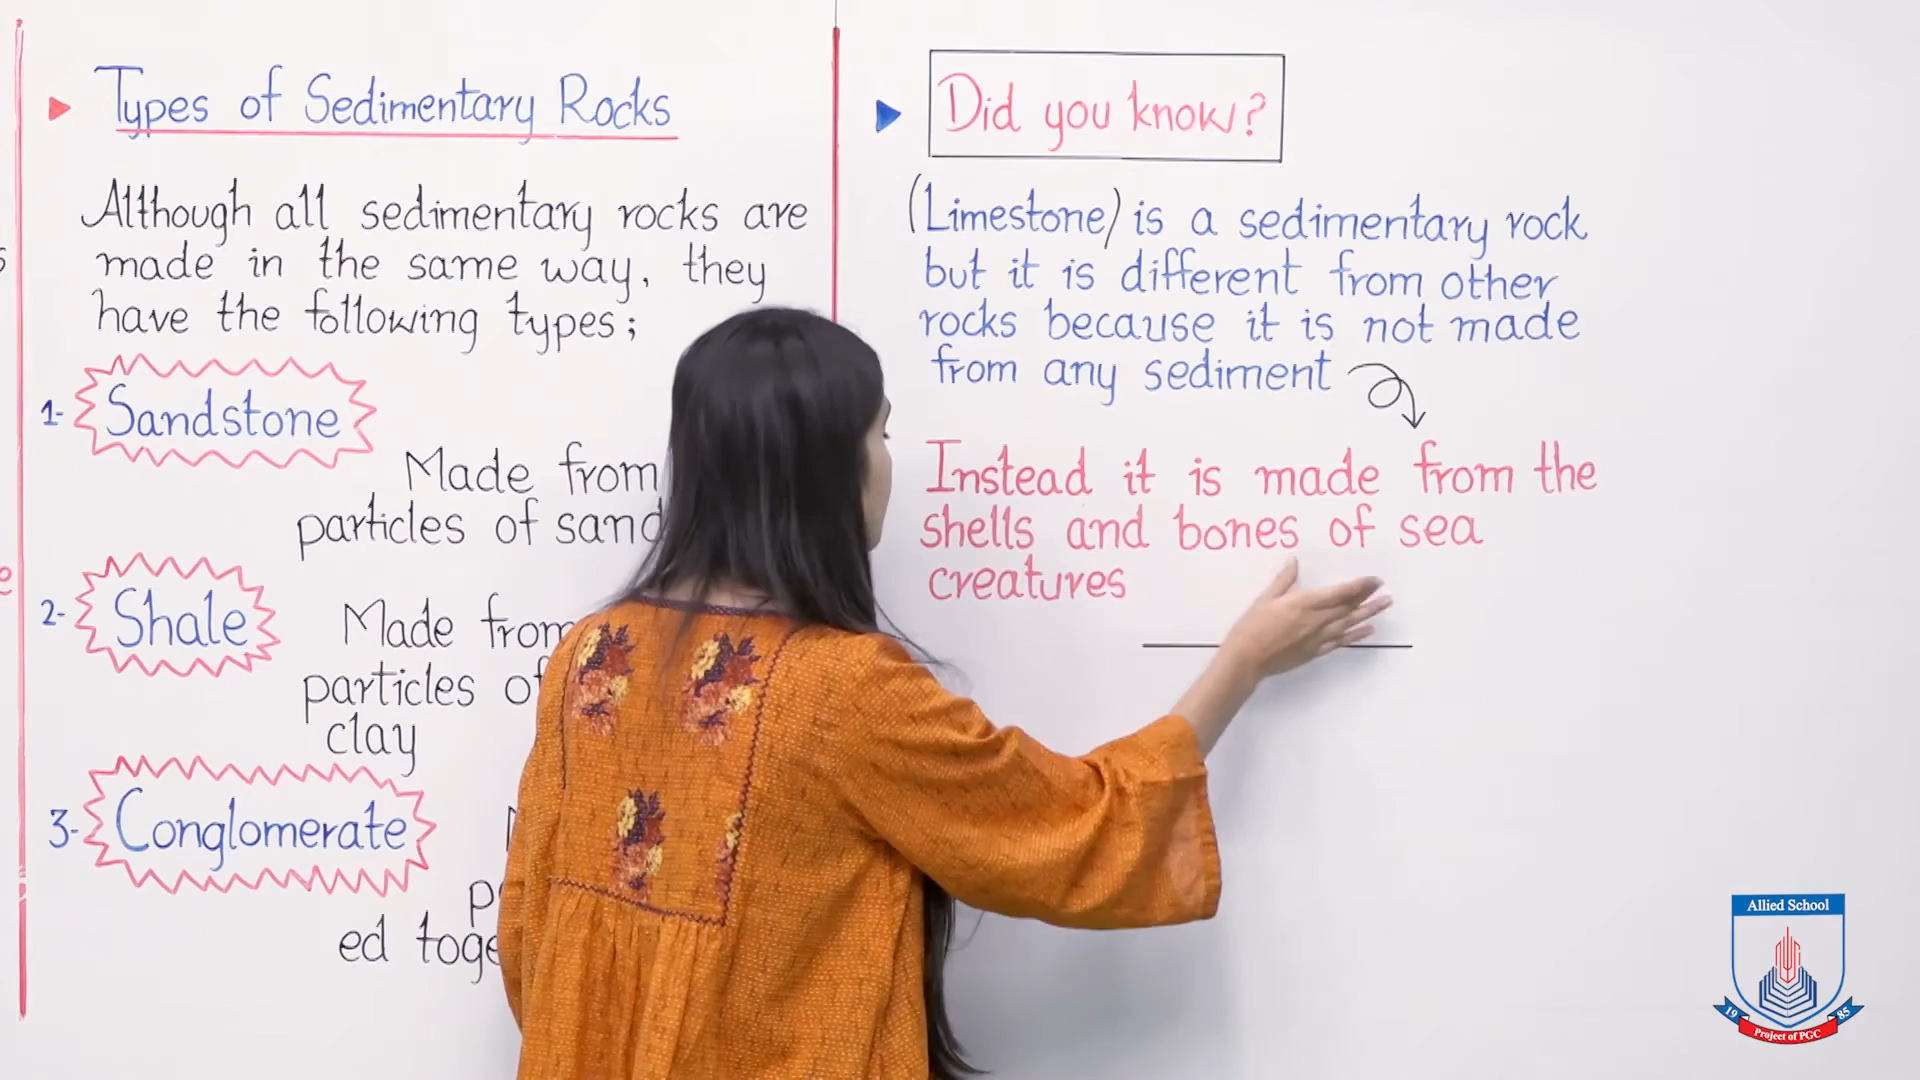 Types of Sedimentary Rocks
Although all sedimentary rocks are
made in the same way, they
have the following types;
1- Sandstone
Made from
particles of sand
2- Shale
Made from
particles of
clay
3- Conglomerate
ed
Did you know?
(Limestone) is a sedimentary rock
but it is different from other
rocks because it is not made
from any sediment
Instead it is made from the
shells and bones of sea
creatures
Allied School
19 85
Project of PGC